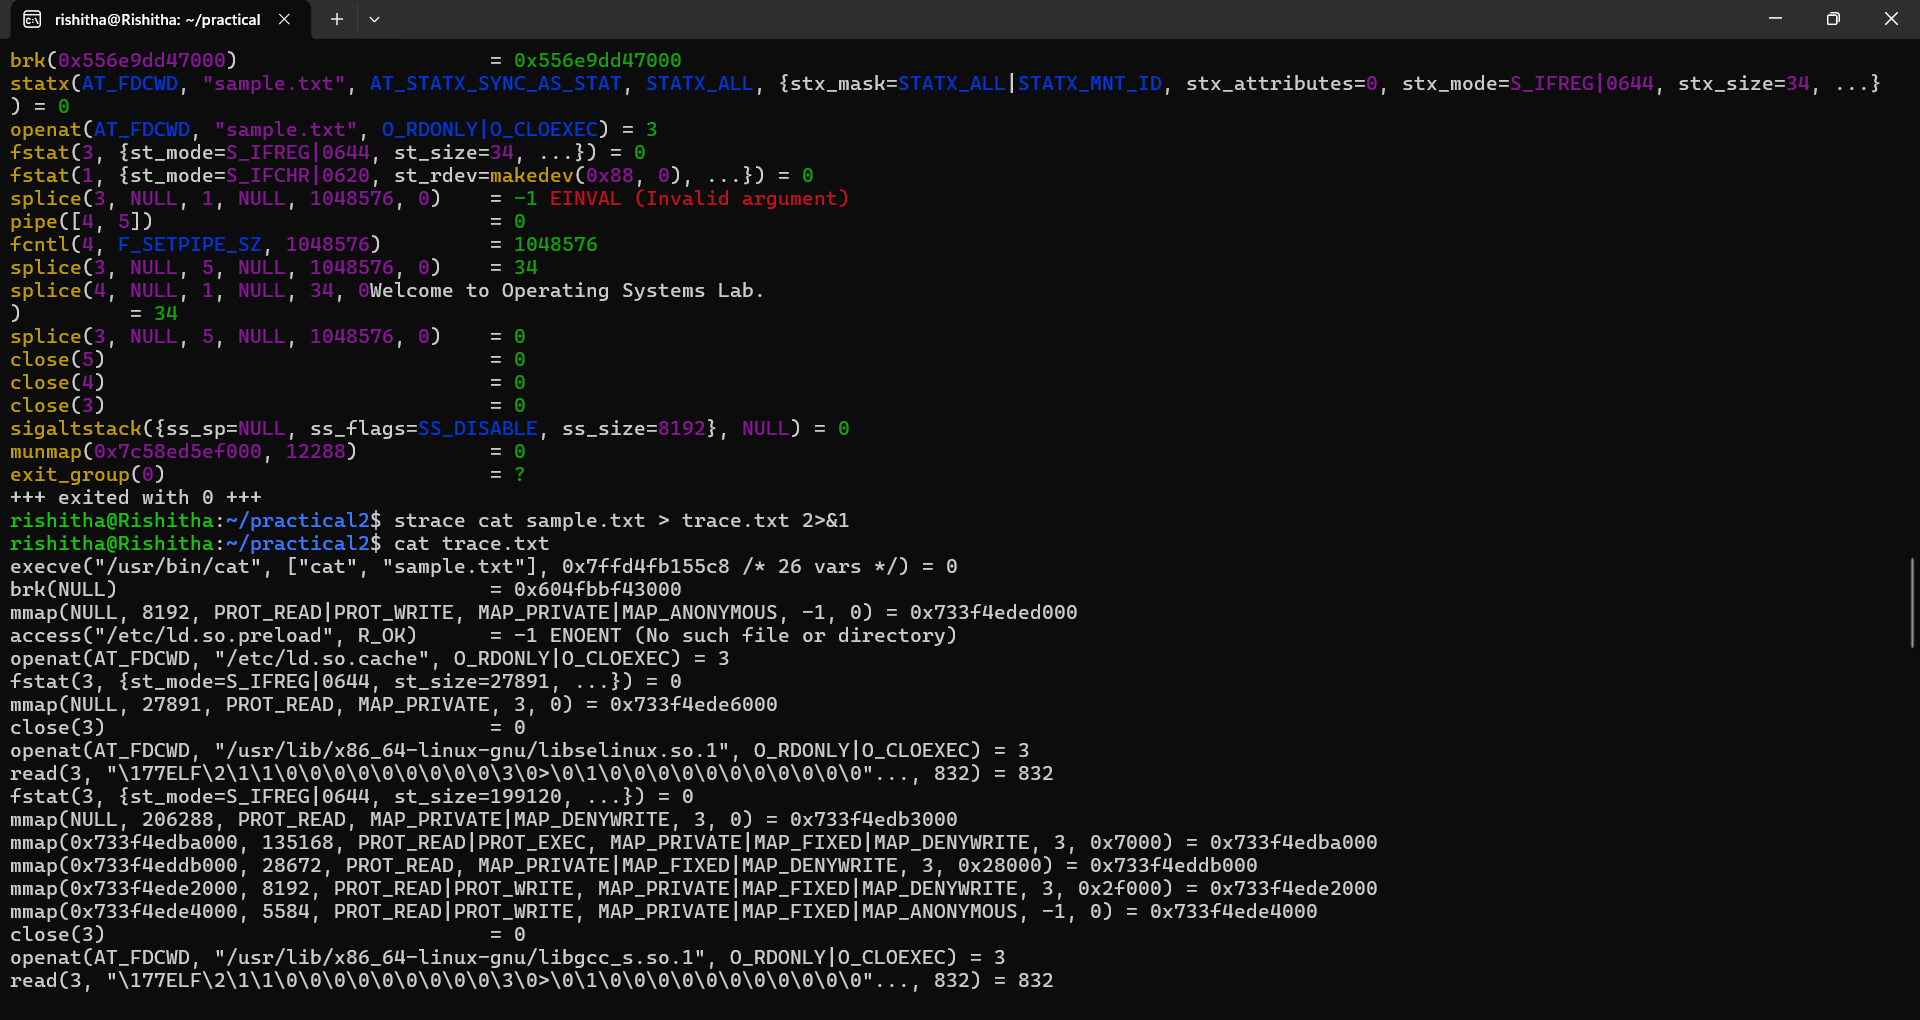 rishitha@Rishitha: ~/practical
brk(0x556e9dd47000)                     = 0x556e9dd47000
statx(AT_FDCWD, "sample.txt", AT_STATX_SYNC_AS_STAT, STATX_ALL, {stx_mask=STATX_ALL|STATX_MNT_ID, stx_attributes=0, stx_mode=S_IFREG|0644, stx_size=34, ...}
) = 0
openat(AT_FDCWD, "sample.txt", O_RDONLY|O_CLOEXEC) = 3
fstat(3, {st_mode=S_IFREG|0644, st_size=34, ...}) = 0
fstat(1, {st_mode=S_IFCHR|0620, st_rdev=makedev(0x88, 0), ...}) = 0
splice(3, NULL, 1, NULL, 1048576, 0)    = -1 EINVAL (Invalid argument)
pipe([4, 5])                            = 0
fcntl(4, F_SETPIPE_SZ, 1048576)         = 1048576
splice(3, NULL, 5, NULL, 1048576, 0)    = 34
splice(4, NULL, 1, NULL, 34, 0Welcome to Operating Systems Lab.
)         = 34
splice(3, NULL, 5, NULL, 1048576, 0)    = 0
close(5)                                = 0
close(4)                                = 0
close(3)                                = 0
sigaltstack({ss_sp=NULL, ss_flags=SS_DISABLE, ss_size=8192}, NULL) = 0
munmap(0x7c58ed5ef000, 12288)           = 0
exit_group(0)                           = ?
+++ exited with 0 +++
rishitha@Rishitha:~/practical2$ strace cat sample.txt > trace.txt 2>&1
rishitha@Rishitha:~/practical2$ cat trace.txt
execve("/usr/bin/cat", ["cat", "sample.txt"], 0x7ffd4fb155c8 /* 26 vars */) = 0
brk(NULL)                               = 0x604fbbf43000
mmap(NULL, 8192, PROT_READ|PROT_WRITE, MAP_PRIVATE|MAP_ANONYMOUS, -1, 0) = 0x733f4eded000
access("/etc/ld.so.preload", R_OK)      = -1 ENOENT (No such file or directory)
openat(AT_FDCWD, "/etc/ld.so.cache", O_RDONLY|O_CLOEXEC) = 3
fstat(3, {st_mode=S_IFREG|0644, st_size=27891, ...}) = 0
mmap(NULL, 27891, PROT_READ, MAP_PRIVATE, 3, 0) = 0x733f4ede6000
close(3)                                = 0
openat(AT_FDCWD, "/usr/lib/x86_64-linux-gnu/libselinux.so.1", O_RDONLY|O_CLOEXEC) = 3
read(3, "\177ELF\2\1\1\0\0\0\0\0\0\0\0\0\3\0>\0\1\0\0\0\0\0\0\0\0\0\0\0"..., 832) = 832
fstat(3, {st_mode=S_IFREG|0644, st_size=199120, ...}) = 0
mmap(NULL, 206288, PROT_READ, MAP_PRIVATE|MAP_DENYWRITE, 3, 0) = 0x733f4edb3000
mmap(0x733f4edba000, 135168, PROT_READ|PROT_EXEC, MAP_PRIVATE|MAP_FIXED|MAP_DENYWRITE, 3, 0x7000) = 0x733f4edba000
mmap(0x733f4eddb000, 28672, PROT_READ, MAP_PRIVATE|MAP_FIXED|MAP_DENYWRITE, 3, 0x28000) = 0x733f4eddb000
mmap(0x733f4ede2000, 8192, PROT_READ|PROT_WRITE, MAP_PRIVATE|MAP_FIXED|MAP_DENYWRITE, 3, 0x2f000) = 0x733f4ede2000
mmap(0x733f4ede4000, 5584, PROT_READ|PROT_WRITE, MAP_PRIVATE|MAP_FIXED|MAP_ANONYMOUS, -1, 0) = 0x733f4ede4000
close(3)                                = 0
openat(AT_FDCWD, "/usr/lib/x86_64-linux-gnu/libgcc_s.so.1", O_RDONLY|O_CLOEXEC) = 3
read(3, "\177ELF\2\1\1\0\0\0\0\0\0\0\0\0\3\0>\0\1\0\0\0\0\0\0\0\0\0\0\0"..., 832) = 832